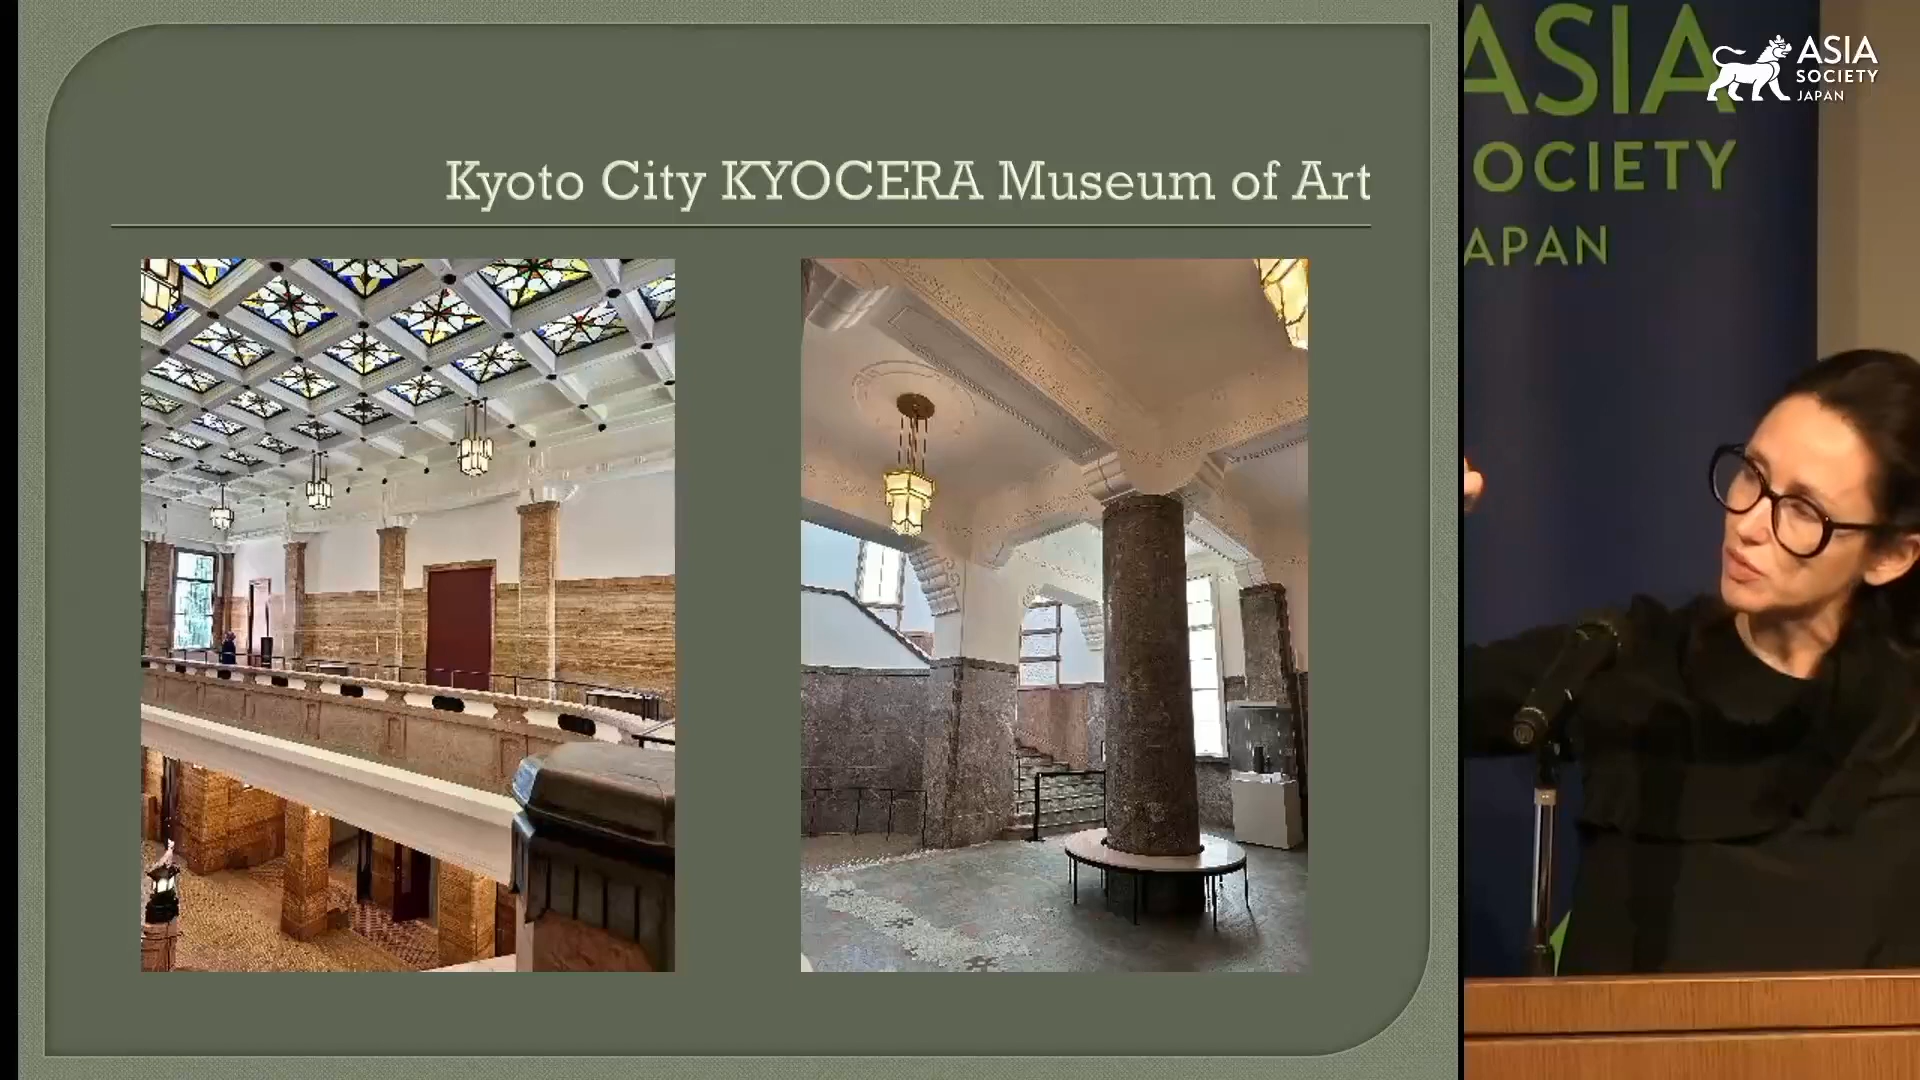 Kyoto City KYOCERA Museum of Art
ASIA
OCIETY
APAN
ASIA
SOCIETY
JAPAN